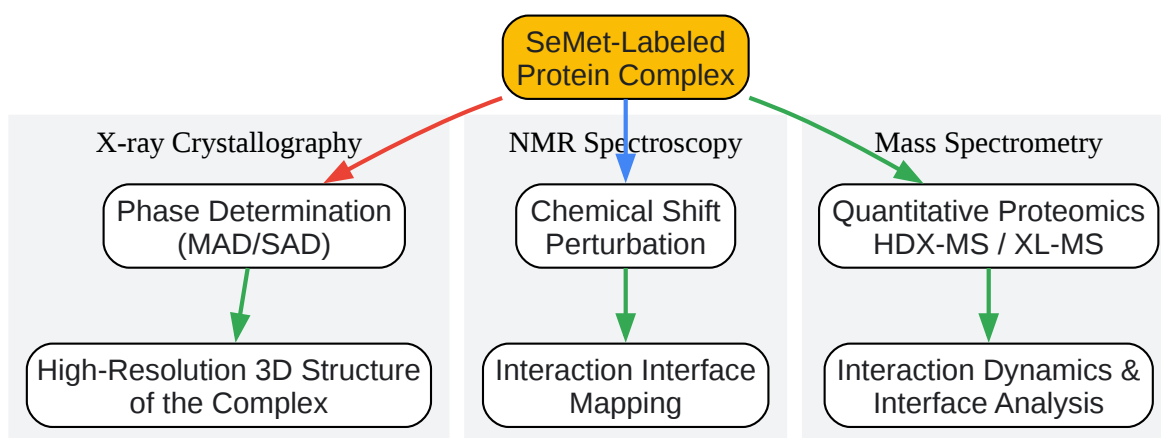 SeMet-Labeled
Protein Complex
X-ray Crystallography
Phase Determination
(MAD/SAD)
High-Resolution 3D Structure
of the Complex
NMR Spectroscopy
Chemical Shift
Perturbation
Interaction Interface
Mapping
Mass Spectrometry
Quantitative Proteomics
HDX-MS / XL-MS
Interaction Dynamics &
Interface Analysis